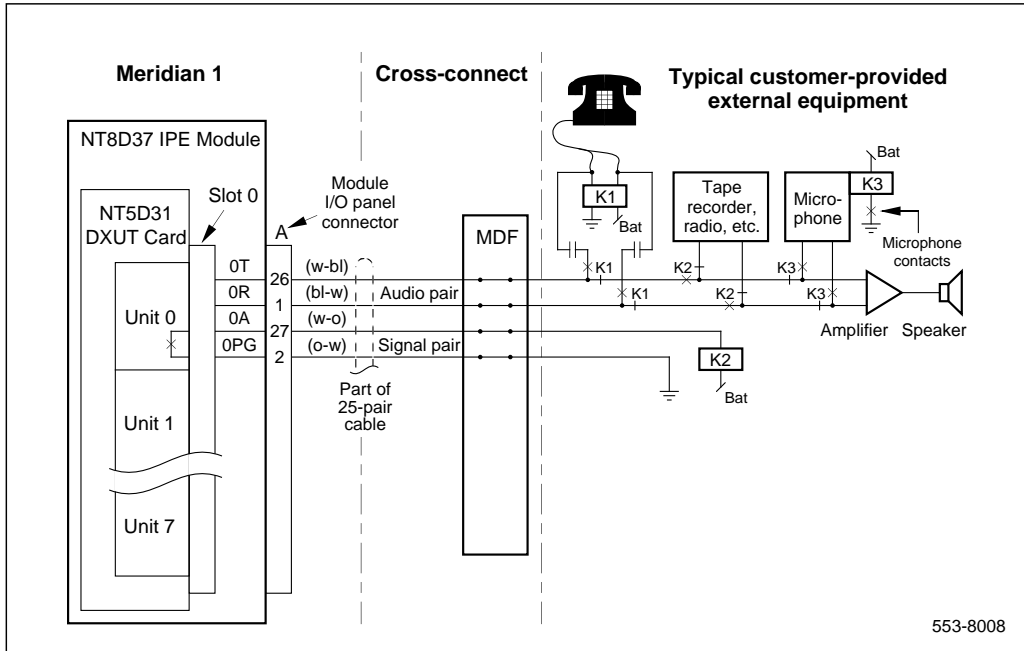 Meridian 1
Cross-connect
Typical customer-provided
external equipment
NT8D37 IPE Module
NT5D31
DXUT Card
Slot 0
Module
I/O panel
connector
A
MDF
K1
Bat
Tape
recorder,
radio, etc.
Micro-
phone
Bat
K3
Microphone
contacts
Unit 0
0T
26
(w-bl)
K1
K2
K3
0R
1
(bl-w)
Audio pair
K1
K2
K3
0A
27
(w-o)
0PG
2
(o-w)
Signal pair
Amplifier
Speaker
K2
Bat
Part of
25-pair
cable
Unit 1
Unit 7
553-8008